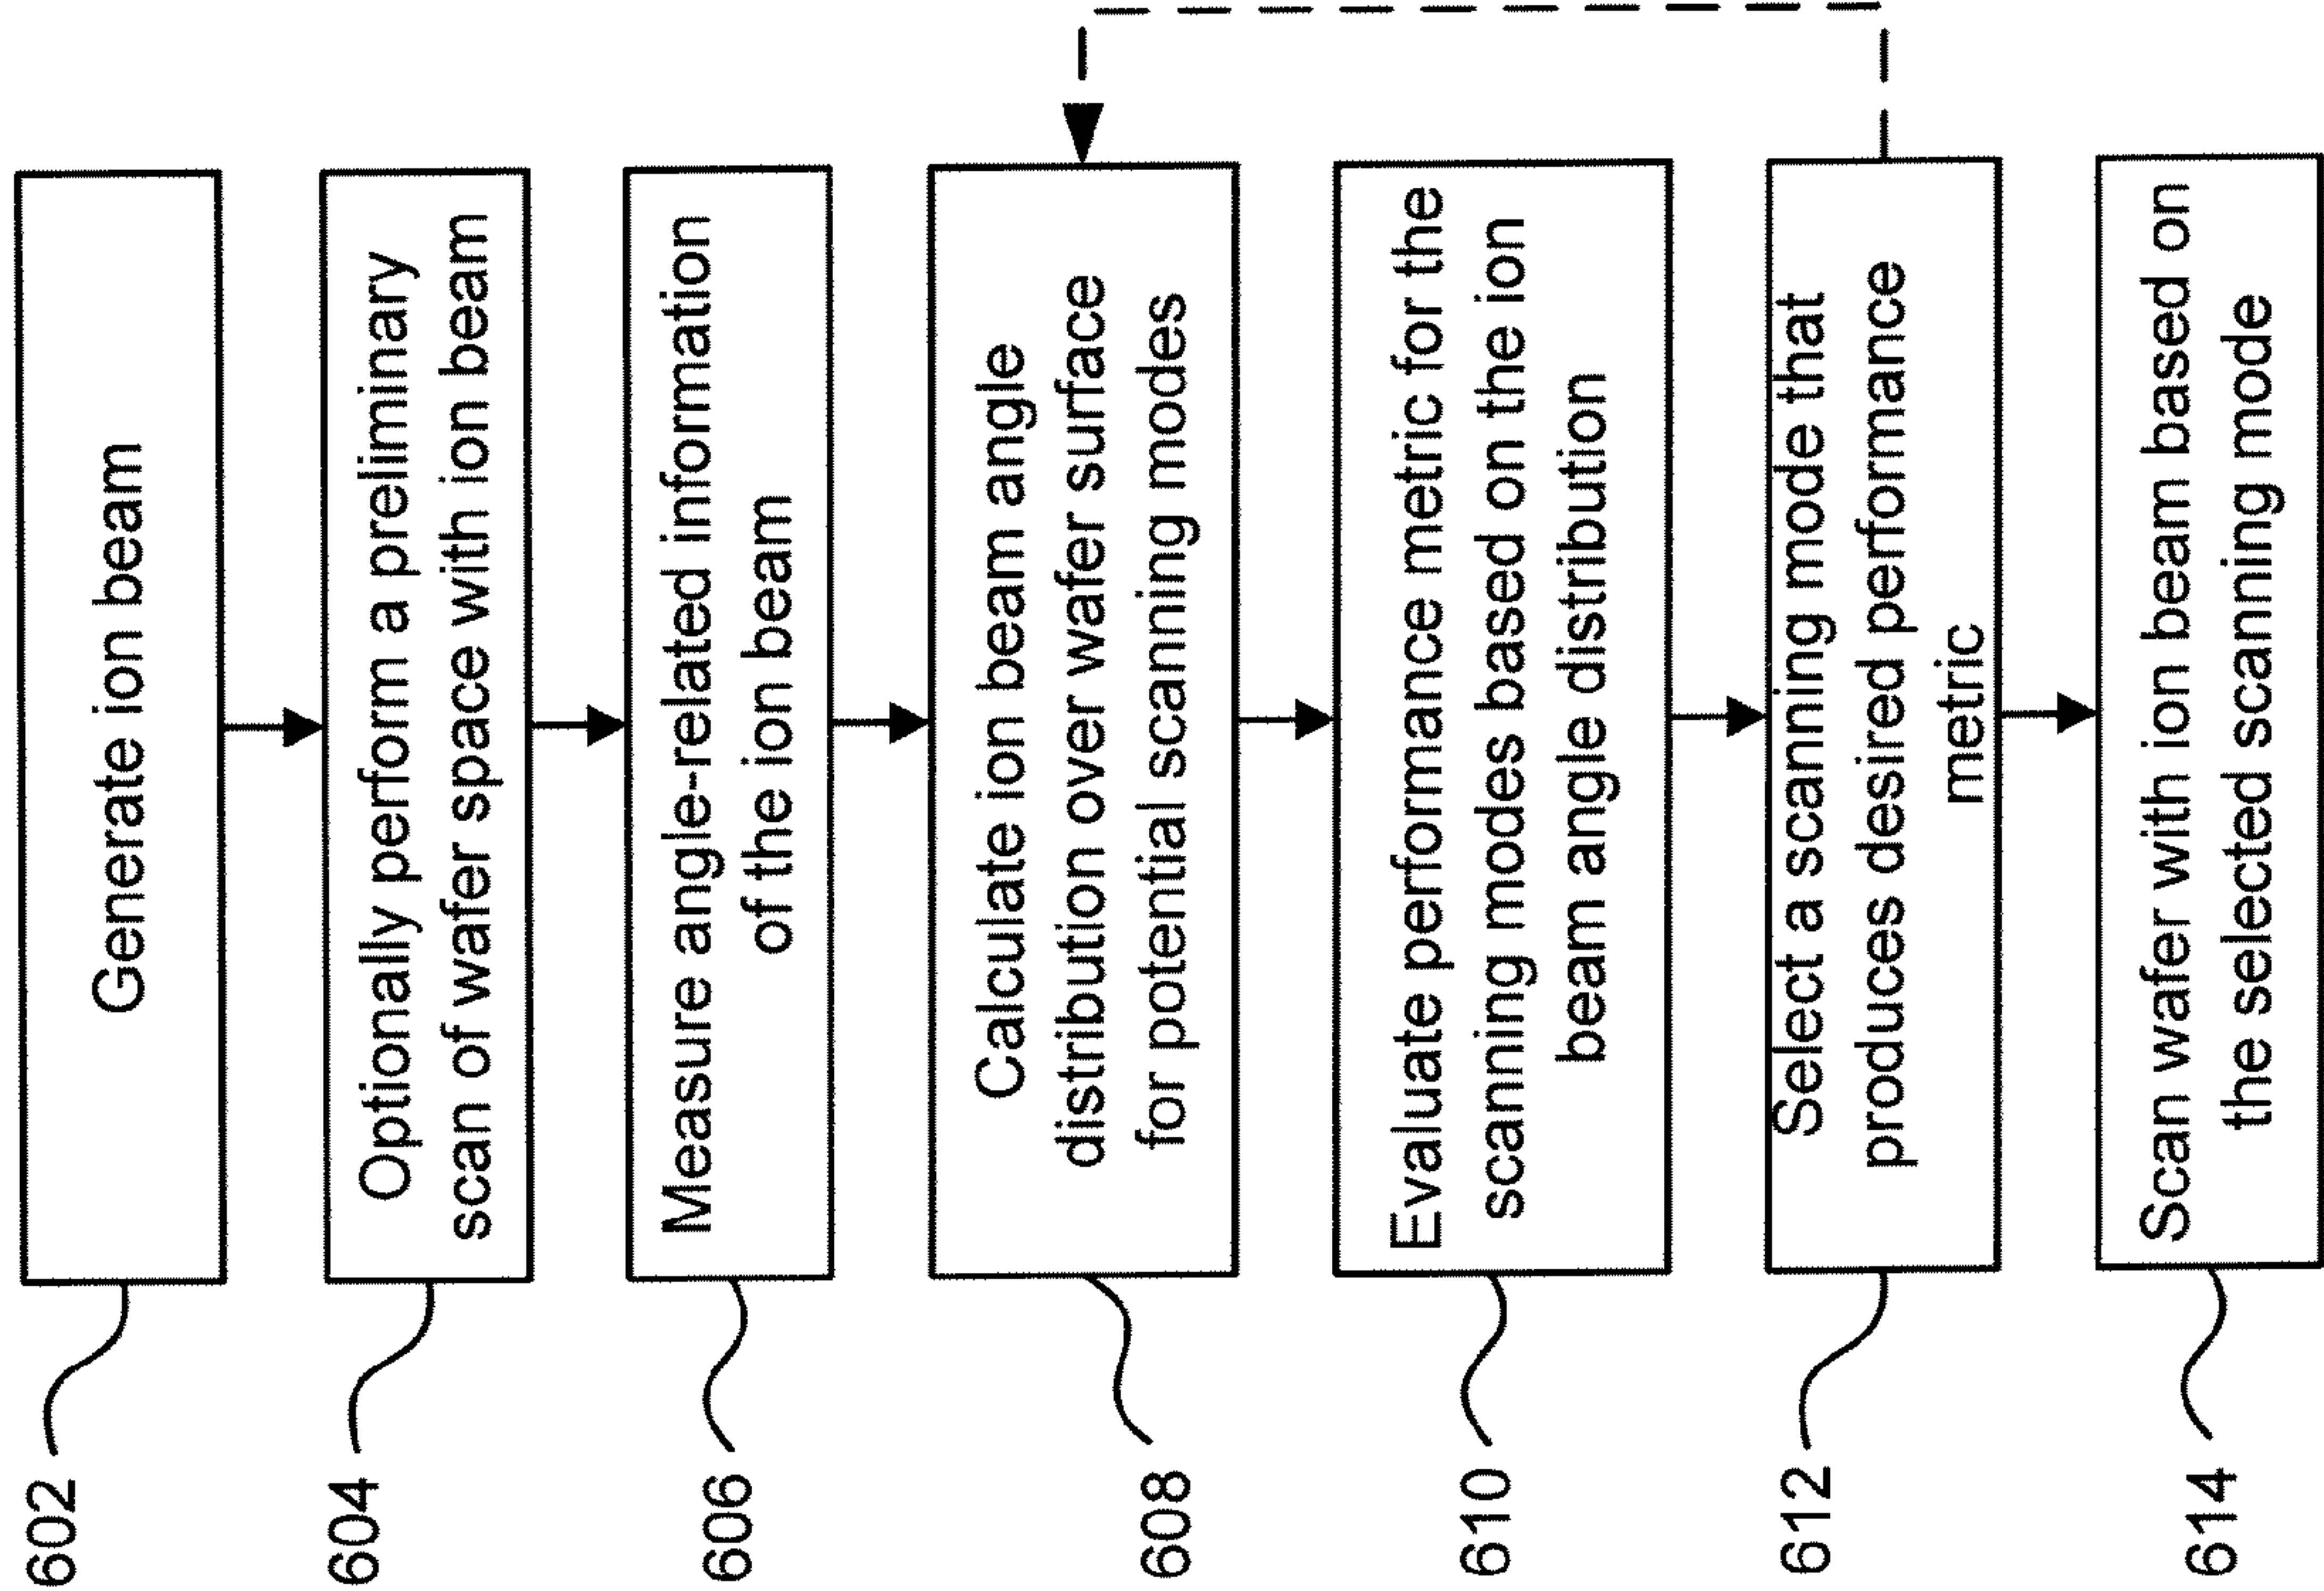 602
Generate ion beam
604
Optionally perform a preliminary
scan of wafer space with ion beam
606
Measure angle-related information
of the ion beam
608
Calculate ion beam angle
distribution over wafer surface
for potential scanning modes
610
Evaluate performance metric for the
scanning modes based on the ion
beam angle distribution
612
Select a scanning mode that
produces desired performance
metric
614
Scan wafer with ion beam based on
the selected scanning mode